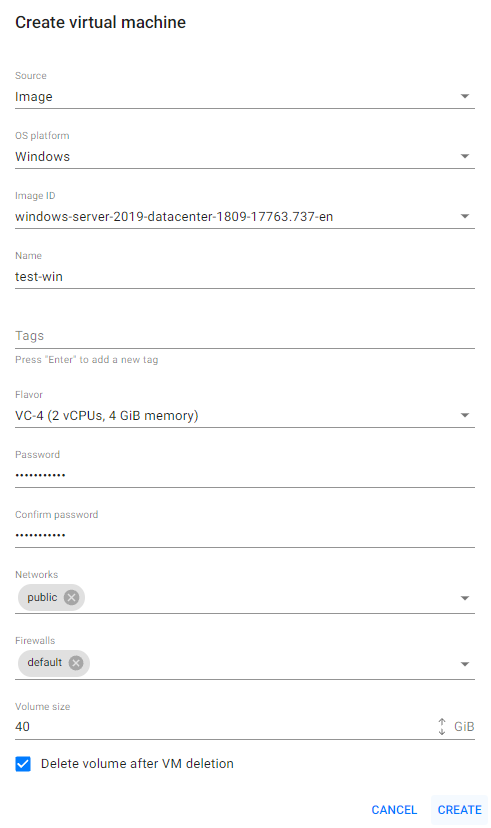 Create virtual machine
Source
Image
OS platform
Windows
Image ID
windows-server-2019-datacenter-1809-17763.737-en
Name
test-win
Tags
Press "Enter" to add a new tag
Flavor
VC-4 (2 vCPUs, 4 GiB memory)
Password
•••••••••••
Confirm password
•••••••••••
Networks
public
Firewalls
default
Volume size
40 GiB
Delete volume after VM deletion
CANCEL CREATE